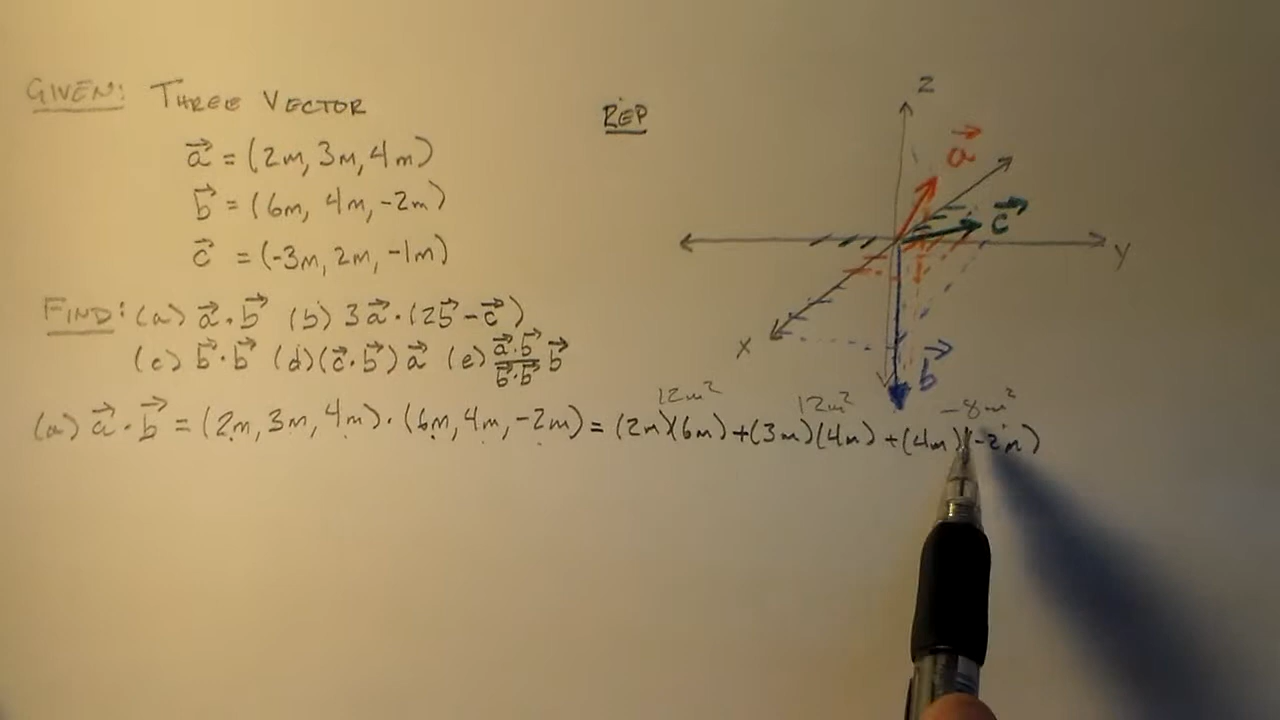 GIVEN: THREE VECTOR
a⃗ = (2m, 3m, 4m)
b⃗ = (6m, 4m, -2m)
c⃗ = (-3m, 2m, -1m)
FIND: (a) a⃗ · b⃗ (b) 3a⃗ · (2b⃗ - c⃗)
(c) b⃗ · b⃗ (d) (c⃗ · b⃗) a⃗ (e) (a⃗ · b⃗)/(b⃗ · b⃗) b⃗
12m² 12m² -8m²
(a) a⃗ · b⃗ = (2m, 3m, 4m) · (6m, 4m, -2m) = (2m)(6m) + (3m)(4m) + (4m)(-2m)
REP
z
a⃗
c⃗
y
x
b⃗